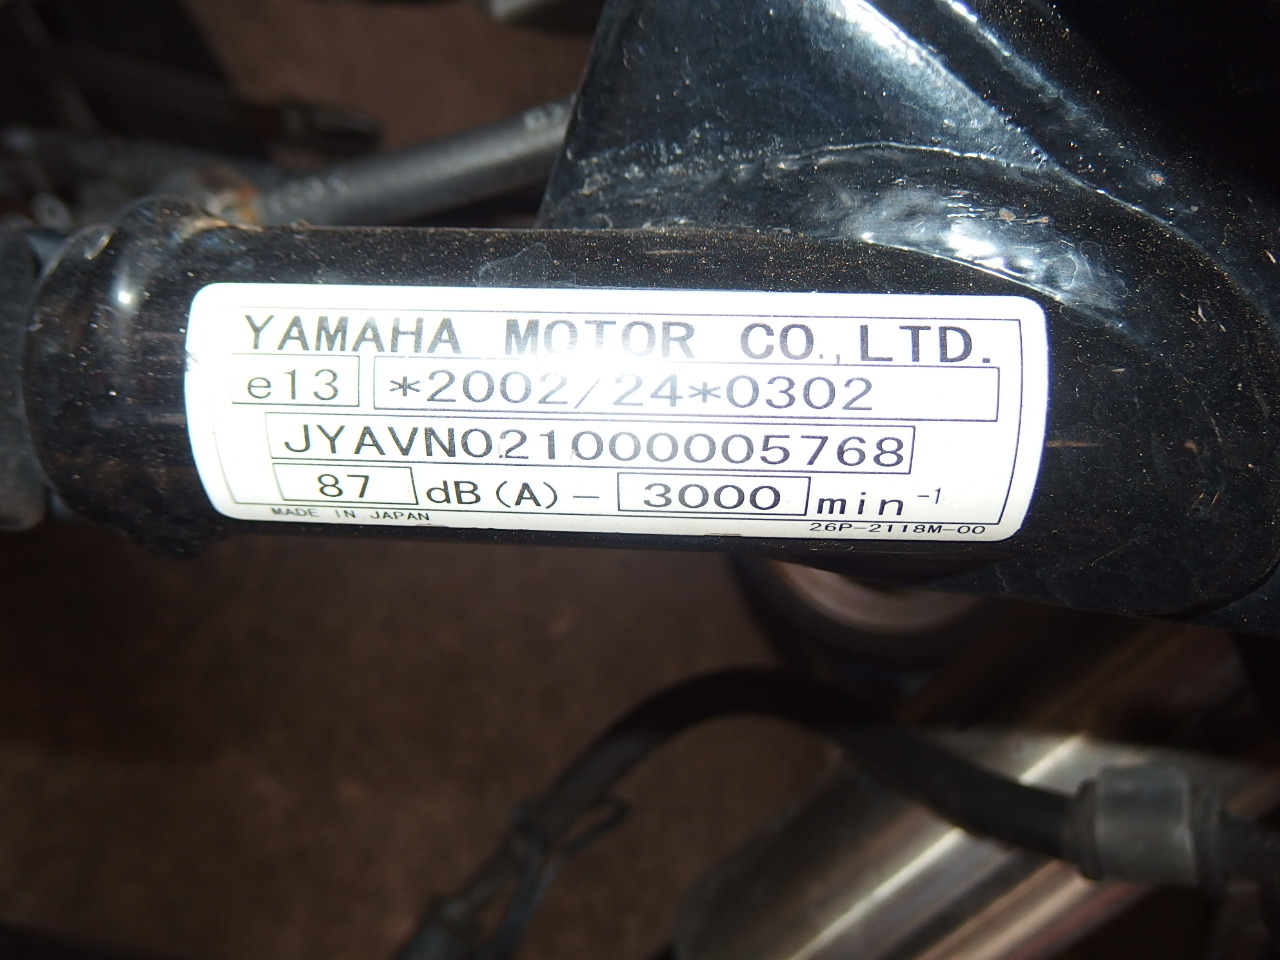 YAMAHA MOTOR CO.,LTD.
e13 *2002/24*0302
JYAVN021000005768
87 dB(A) - 3000 min⁻¹
MADE IN JAPAN 26P-2118M-00